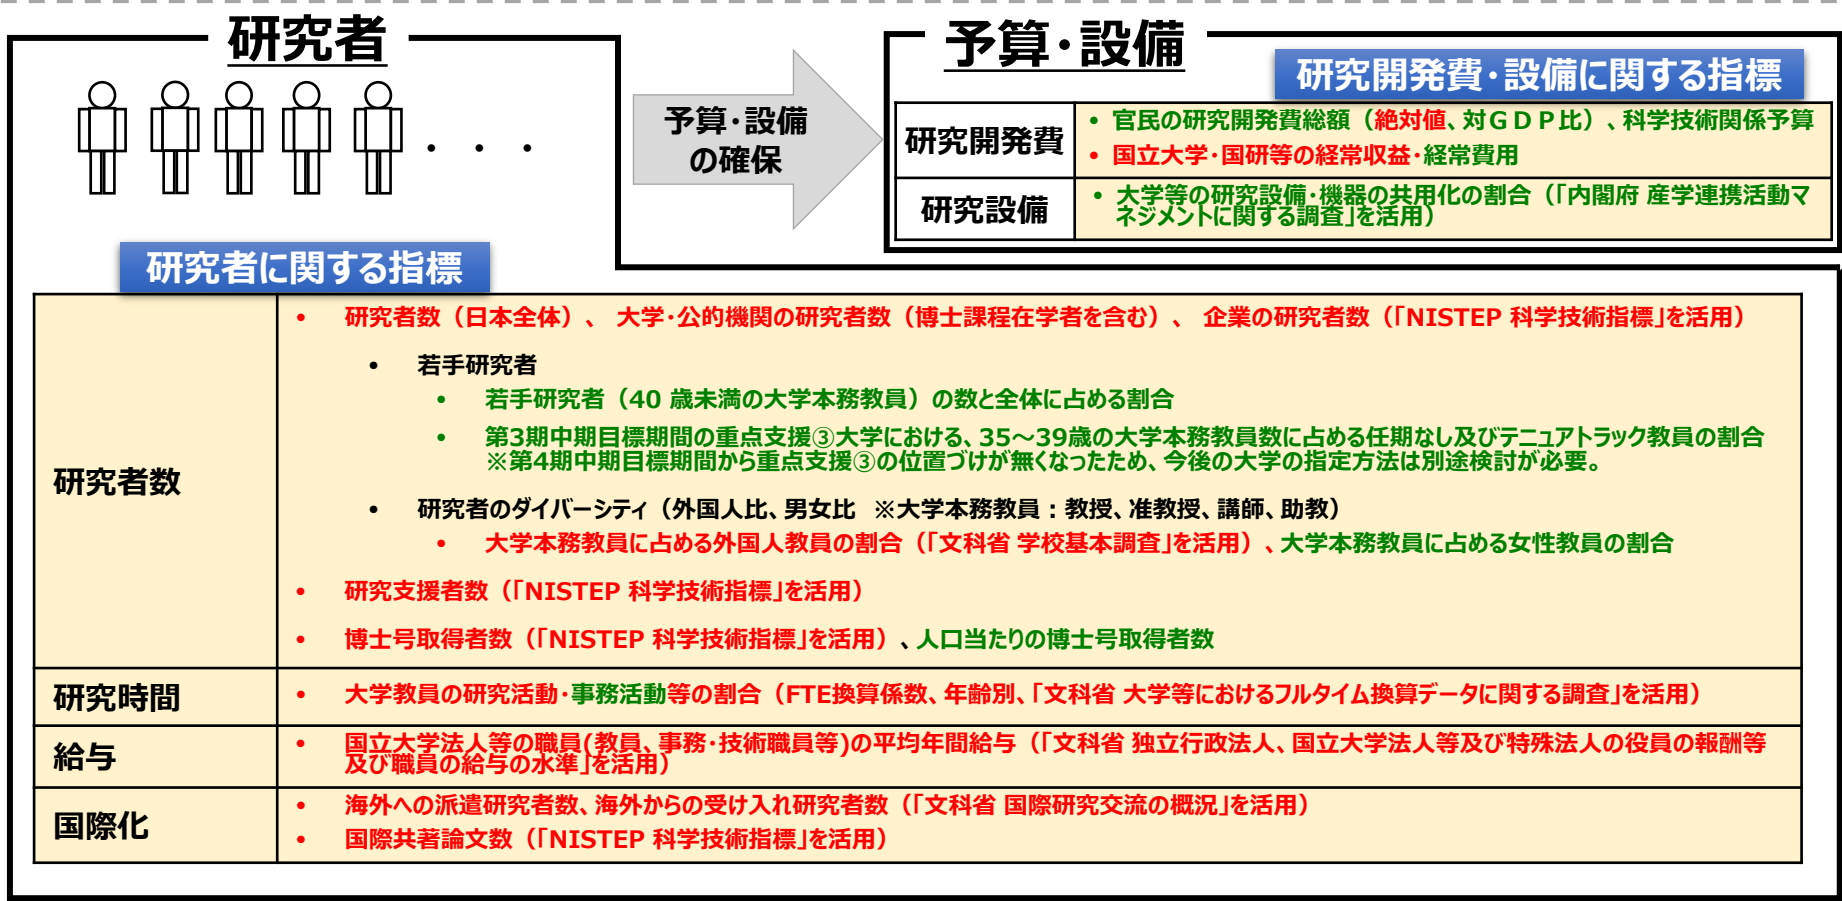 研究者
・・・
研究者に関する指標
予算・設備
の確保
予算・設備
研究開発費・設備に関する指標
研究開発費
• 官民の研究開発費総額（絶対値、対ＧＤＰ比）、科学技術関係予算
• 国立大学・国研等の経常収益・経常費用
研究設備
• 大学等の研究設備・機器の共用化の割合（「内閣府 産学連携活動マ
ネジメントに関する調査」を活用）
研究者数
• 研究者数（日本全体）、 大学・公的機関の研究者数（博士課程在学者を含む）、 企業の研究者数（「NISTEP 科学技術指標」を活用）
• 若手研究者
• 若手研究者（40 歳未満の大学本務教員）の数と全体に占める割合
• 第3期中期目標期間の重点支援③大学における、35～39歳の大学本務教員数に占める任期なし及びテニュアトラック教員の割合
※第4期中期目標期間から重点支援③の位置づけが無くなったため、今後の大学の指定方法は別途検討が必要。
• 研究者のダイバーシティ（外国人比、男女比 ※大学本務教員：教授、准教授、講師、助教）
• 大学本務教員に占める外国人教員の割合（「文科省 学校基本調査」を活用）、大学本務教員に占める女性教員の割合
• 研究支援者数（「NISTEP 科学技術指標」を活用）
• 博士号取得者数（「NISTEP 科学技術指標」を活用）、人口当たりの博士号取得者数
研究時間
• 大学教員の研究活動・事務活動等の割合（FTE換算係数、年齢別、「文科省 大学等におけるフルタイム換算データに関する調査」を活用）
給与
• 国立大学法人等の職員(教員、事務・技術職員等)の平均年間給与（「文科省 独立行政法人、国立大学法人等及び特殊法人の役員の報酬等
及び職員の給与の水準」を活用）
国際化
• 海外への派遣研究者数、海外からの受け入れ研究者数（「文科省 国際研究交流の概況」を活用）
• 国際共著論文数（「NISTEP 科学技術指標」を活用）